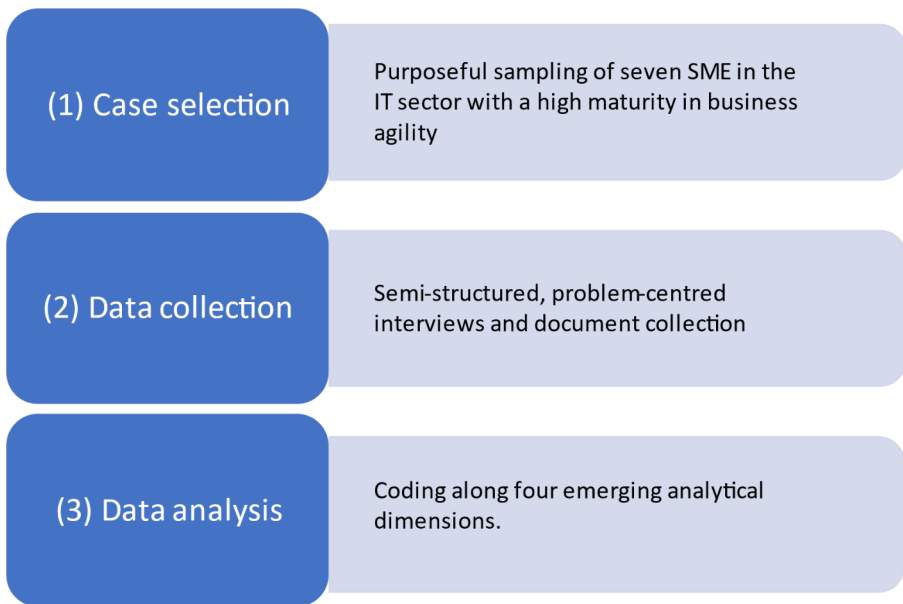 (1) Case selection
Purposeful sampling of seven SME in the
IT sector with a high maturity in business
agility
(2) Data collection
Semi-structured, problem-centred
interviews and document collection
(3) Data analysis
Coding along four emerging analytical
dimensions.